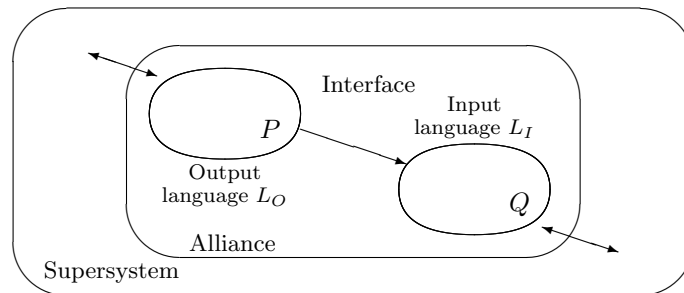 Interface
Input
language L_I
P
Output
language L_O
Q
Alliance
Supersystem